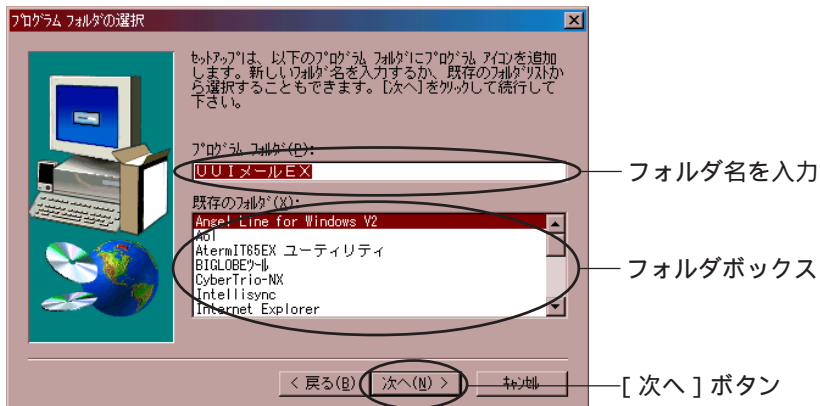 プログラム フォルダの選択
ｾｯﾄｱｯﾌﾟは、以下のﾌﾟﾛｸﾞﾗﾑ ﾌｫﾙﾀﾞにﾌﾟﾛｸﾞﾗﾑ ｱｲｺﾝを追加
します。新しいﾌｫﾙﾀﾞ名を入力するか、既存のﾌｫﾙﾀﾞﾘｽﾄか
ら選択することもできます。[次へ]をｸﾘｯｸして続行して
下さい。
ﾌﾟﾛｸﾞﾗﾑ ﾌｫﾙﾀﾞ(P):
ＵＵＩメールＥＸ
フォルダ名を入力
既存のﾌｫﾙﾀﾞ(X):
Angel Line for Windows V2
Aol
AtermIT65EX ユーティリティ
BIGLOBEﾂｰﾙ
CyberTrio-NX
Intellisync
Internet Explorer
フォルダボックス
< 戻る(B)
次へ(N) >
ｷｬﾝｾﾙ
[ 次へ ] ボタン